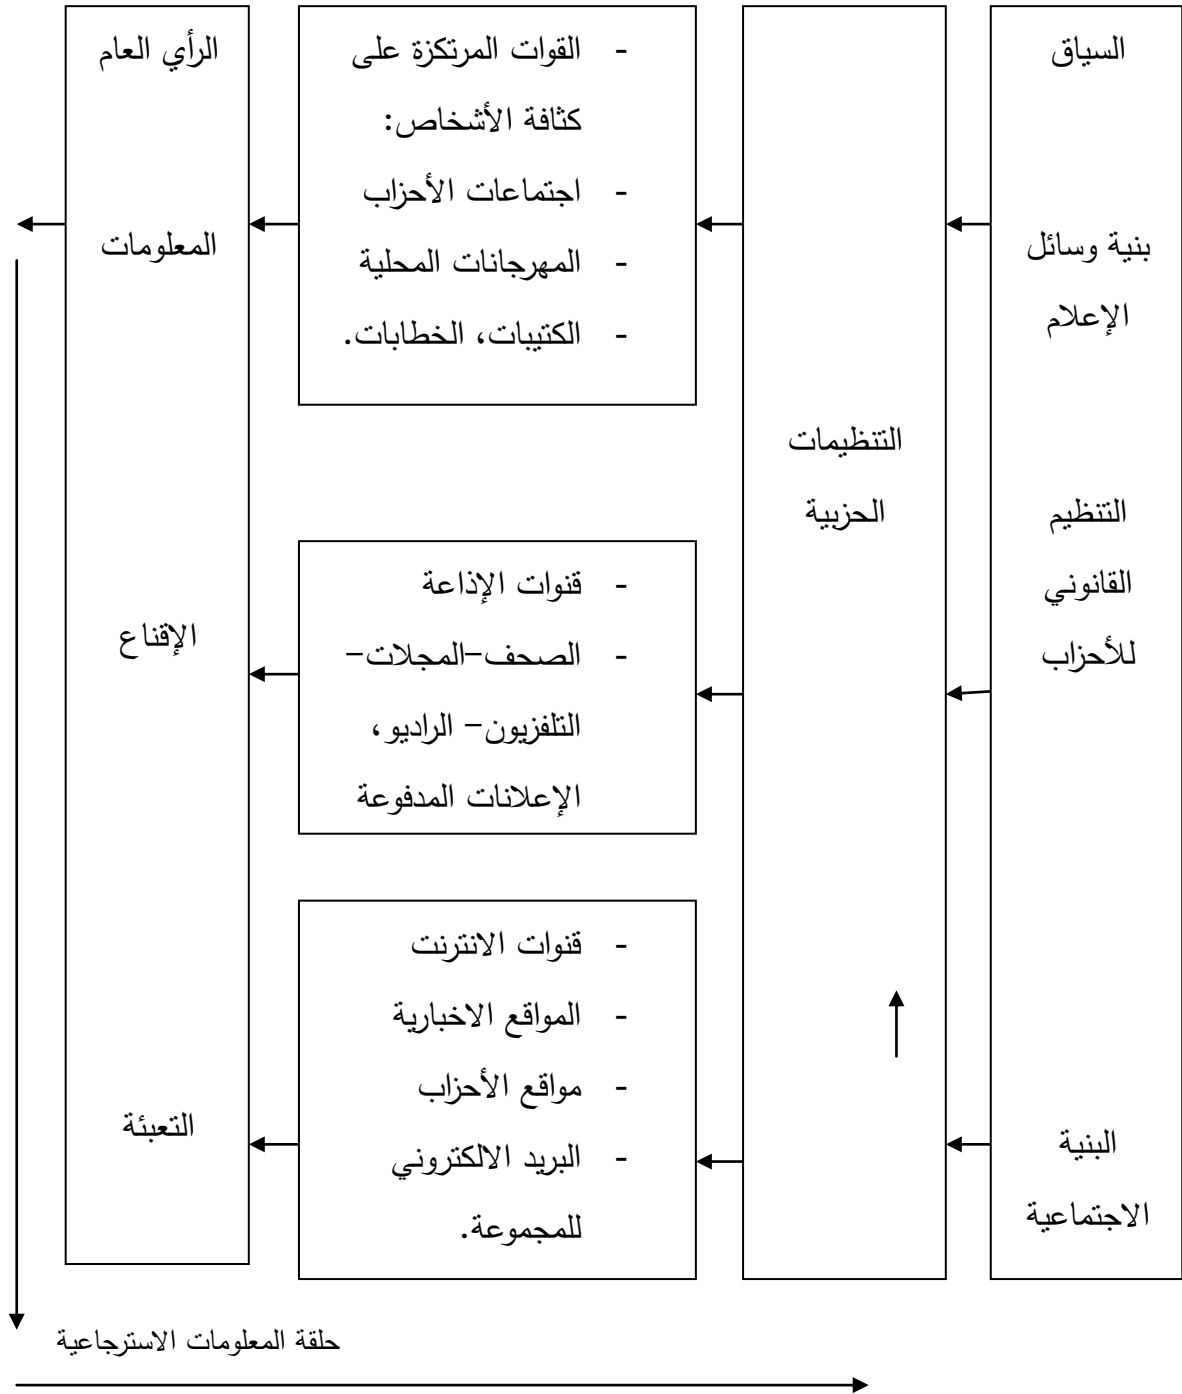 السياق
بنية وسائل
الإعلام
التنظيم
القانوني
للأحزاب
البنية
الاجتماعية
التنظيمات
الحزبية
- القوات المرتكزة على
كثافة الأشخاص:
- اجتماعات الأحزاب
- المهرجانات المحلية
- الكتيبات، الخطابات.
- قنوات الإذاعة
- الصحف-المجلات-
التلفزيون- الراديو،
الإعلانات المدفوعة
- قنوات الانترنت
- المواقع الاخبارية
- مواقع الأحزاب
- البريد الالكتروني
للمجموعة.
الرأي العام
المعلومات
الإقناع
التعبئة
حلقة المعلومات الاسترجاعية